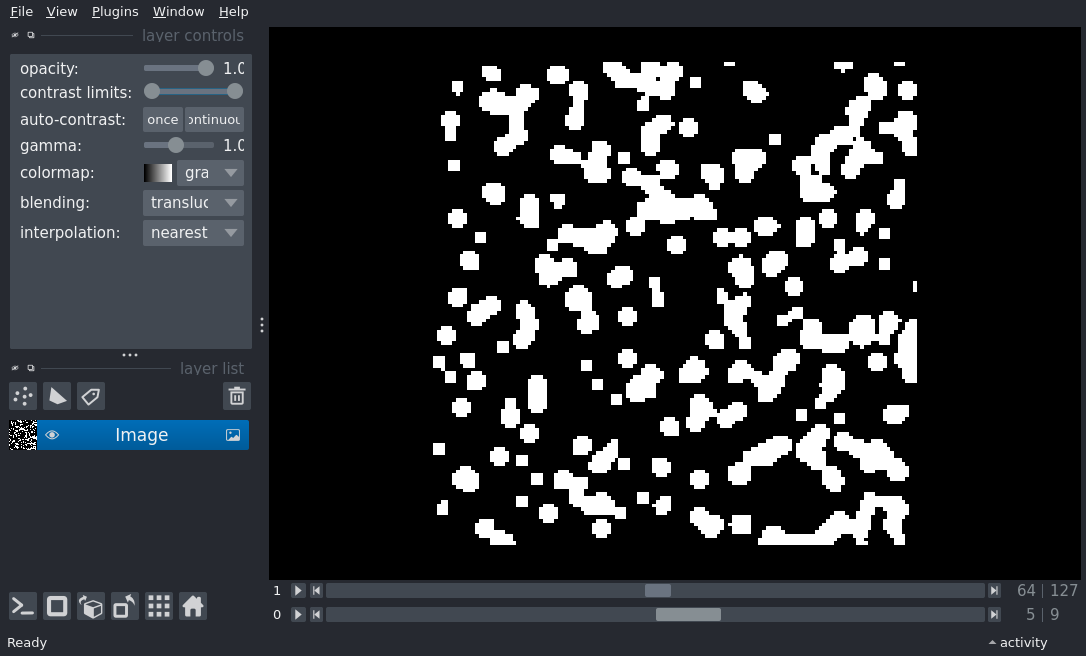 File View Plugins Window Help
layer controls
opacity: 1.0
contrast limits:
auto-contrast: once ontinuou
gamma: 1.0
colormap: gra
blending: transluc
interpolation: nearest
layer list
Image
1 64 | 127
0 5 | 9
Ready activity